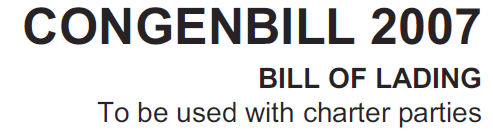 CONGENBILL 2007
BILL OF LADING
To be used with charter parties